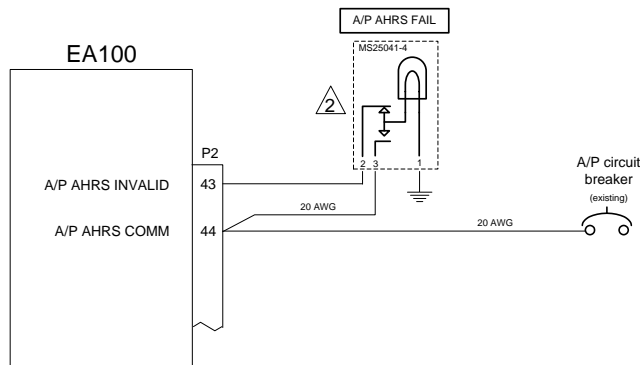 A/P AHRS FAIL
EA100
MS25041-4
2
P2
2 3 1
A/P AHRS INVALID 43
A/P circuit
breaker
(existing)
20 AWG
A/P AHRS COMM 44
20 AWG